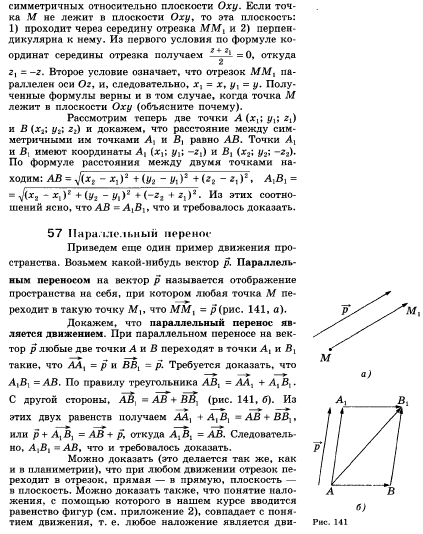 симметричных относительно плоскости Oxy. Если точ-
ка M не лежит в плоскости Oxy, то эта плоскость:
1) проходит через середину отрезка MM₁ и 2) перпен-
дикулярна к нему. Из первого условия по формуле ко-
ординат середины отрезка получаем (z + z₁)/2 = 0, откуда
z₁ = –z. Второе условие означает, что отрезок MM₁ па-
раллелен оси Oz, и, следовательно, x₁ = x, y₁ = y. Полу-
ченные формулы верны и в том случае, когда точка M
лежит в плоскости Oxy (объясните почему).
Рассмотрим теперь две точки A (x₁; y₁; z₁)
и B (x₂; y₂; z₂) и докажем, что расстояние между сим-
метричными им точками A₁ и B₁ равно AB. Точки A₁
и B₁ имеют координаты A₁ (x₁; y₁; –z₁) и B₁ (x₂; y₂; –z₂).
По формуле расстояния между двумя точками на-
ходим: AB = √((x₂ – x₁)² + (y₂ – y₁)² + (z₂ – z₁)²), A₁B₁ =
= √((x₂ – x₁)² + (y₂ – y₁)² + (–z₂ + z₁)²). Из этих соотно-
шений ясно, что AB = A₁B₁, что и требовалось доказать.
57 Параллельный перенос
Приведем еще один пример движения про-
странства. Возьмем какой-нибудь вектор p⃗. Параллель-
ным переносом на вектор p⃗ называется отображение
пространства на себя, при котором любая точка M пе-
реходит в такую точку M₁, что MM₁⃗ = p⃗ (рис. 141, а).
Докажем, что параллельный перенос яв-
ляется движением. При параллельном переносе на век-
тор p⃗ любые две точки A и B переходят в точки A₁ и B₁
такие, что AA₁⃗ = p⃗ и BB₁⃗ = p⃗. Требуется доказать, что
A₁B₁ = AB. По правилу треугольника AB₁⃗ = AA₁⃗ + A₁B₁⃗.
С другой стороны, AB₁⃗ = AB⃗ + BB₁⃗ (рис. 141, б). Из
этих двух равенств получаем AA₁⃗ + A₁B₁⃗ = AB⃗ + BB₁⃗,
или p⃗ + A₁B₁⃗ = AB⃗ + p⃗, откуда A₁B₁⃗ = AB⃗. Следователь-
но, A₁B₁ = AB, что и требовалось доказать.
Можно доказать (это делается так же, как
и в планиметрии), что при любом движении отрезок пе-
реходит в отрезок, прямая — в прямую, плоскость —
в плоскость. Можно доказать также, что понятие нало-
жения, с помощью которого в нашем курсе вводится
равенство фигур (см. приложение 2), совпадает с поня-
тием движения, т. е. любое наложение является дви-
p⃗
M₁
M
а)
A₁
B₁
p⃗
A
B
б)
Рис. 141